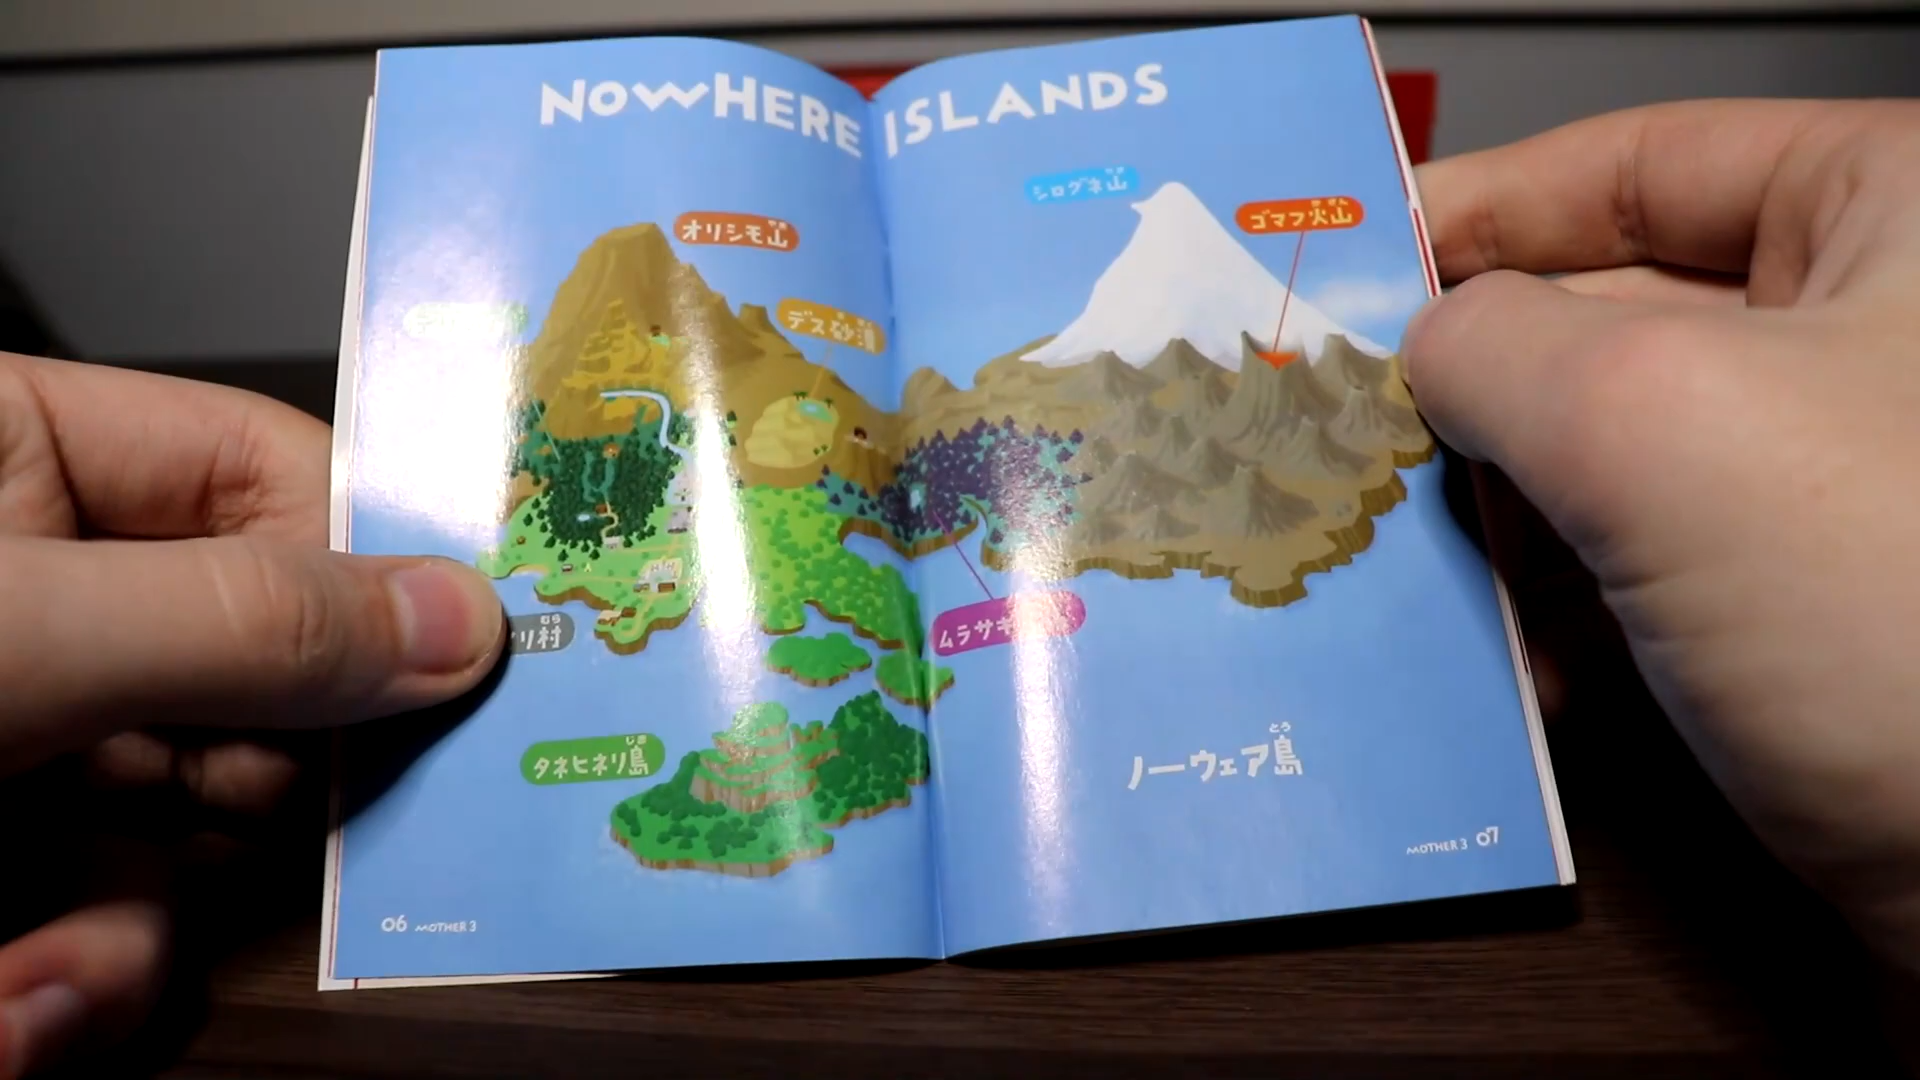 NOWHERE ISLANDS
シログネ山
オリシモ山
ゴマフ火山
デス砂漠
リ村
ムラサキ
タネヒネリ島
ノーウェア島
06 MOTHER 3
MOTHER 3 07